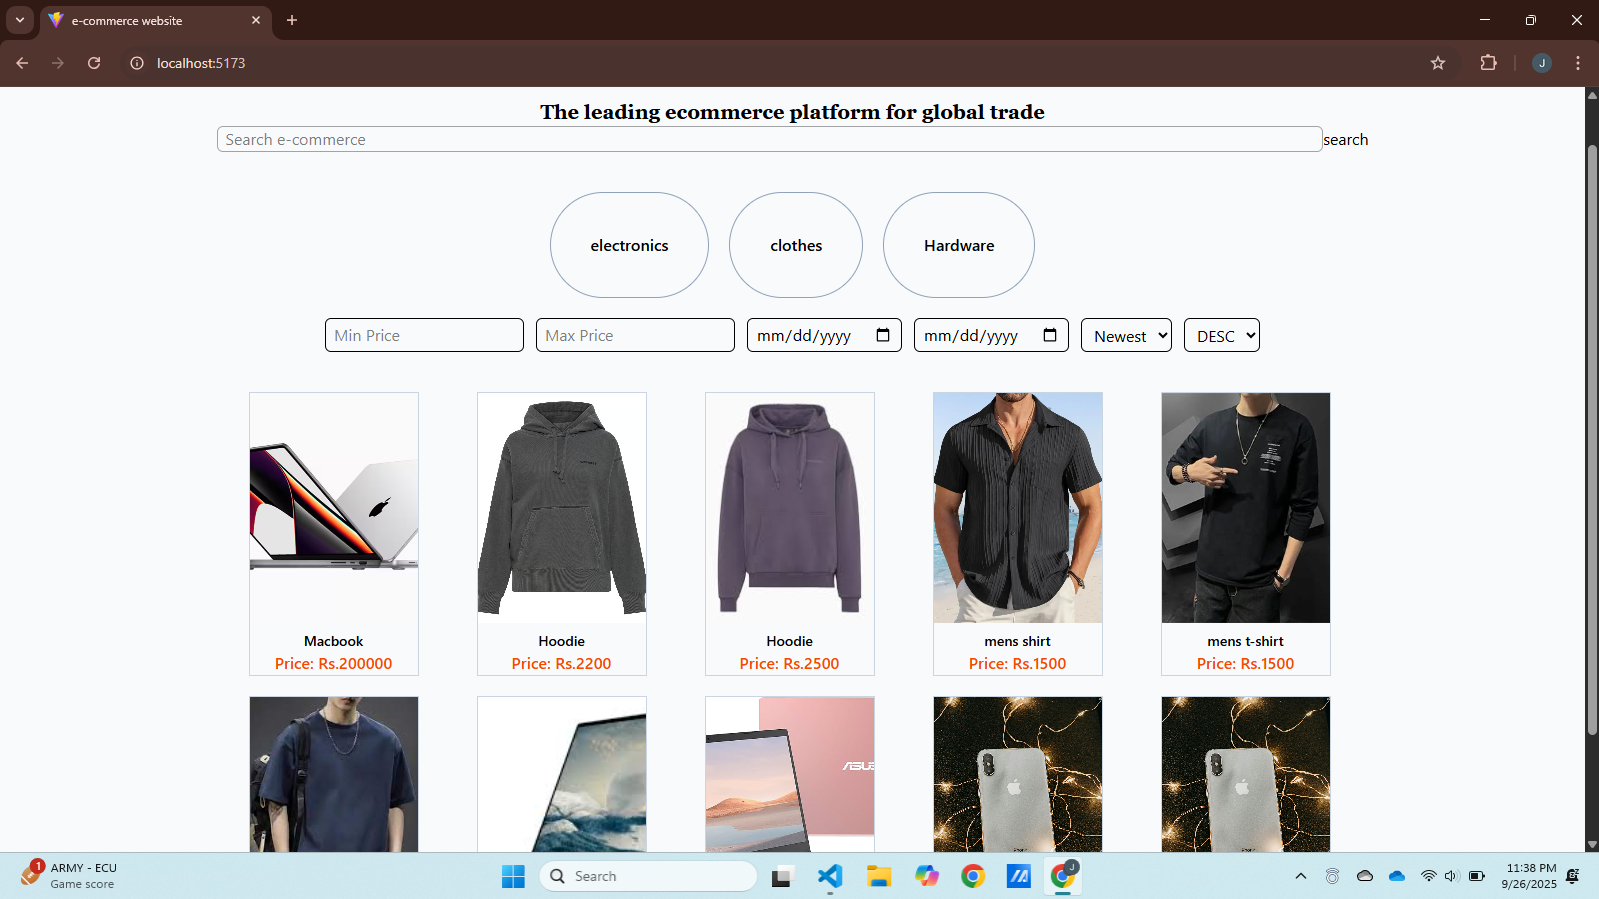 e-commerce website
localhost:5173
J
The leading ecommerce platform for global trade
Search e-commerce
search
electronics
clothes
Hardware
Min Price
Max Price
mm/dd/yyyy
mm/dd/yyyy
Newest
DESC
Macbook
Price: Rs.200000
Hoodie
Price: Rs.2200
Hoodie
Price: Rs.2500
mens shirt
Price: Rs.1500
mens t-shirt
Price: Rs.1500
ASUS
1
ARMY - ECU
Game score
Search
J
11:38 PM
9/26/2025